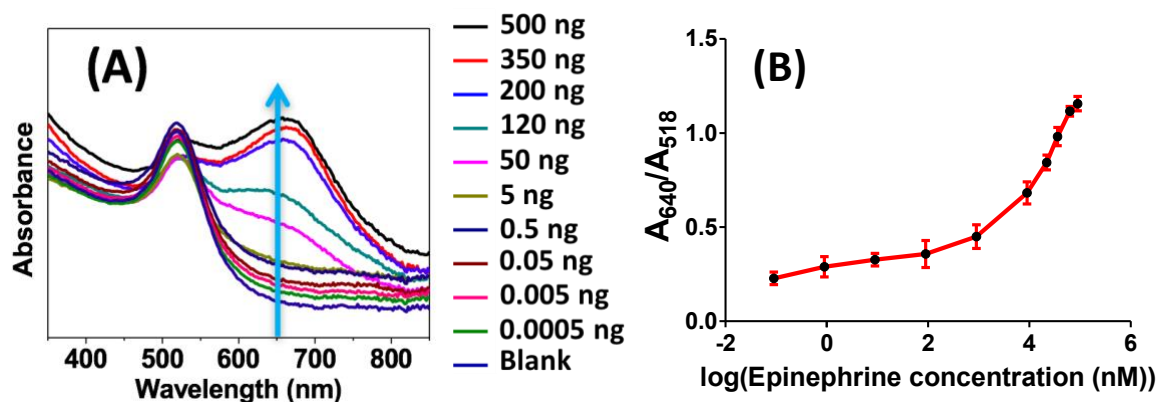 (A)
Absorbance
400 500 600 700 800
Wavelength (nm)
500 ng
350 ng
200 ng
120 ng
50 ng
5 ng
0.5 ng
0.05 ng
0.005 ng
0.0005 ng
Blank
(B)
A640/A518
1.5
1.0
0.5
0.0
-2 0 2 4 6
log(Epinephrine concentration (nM))